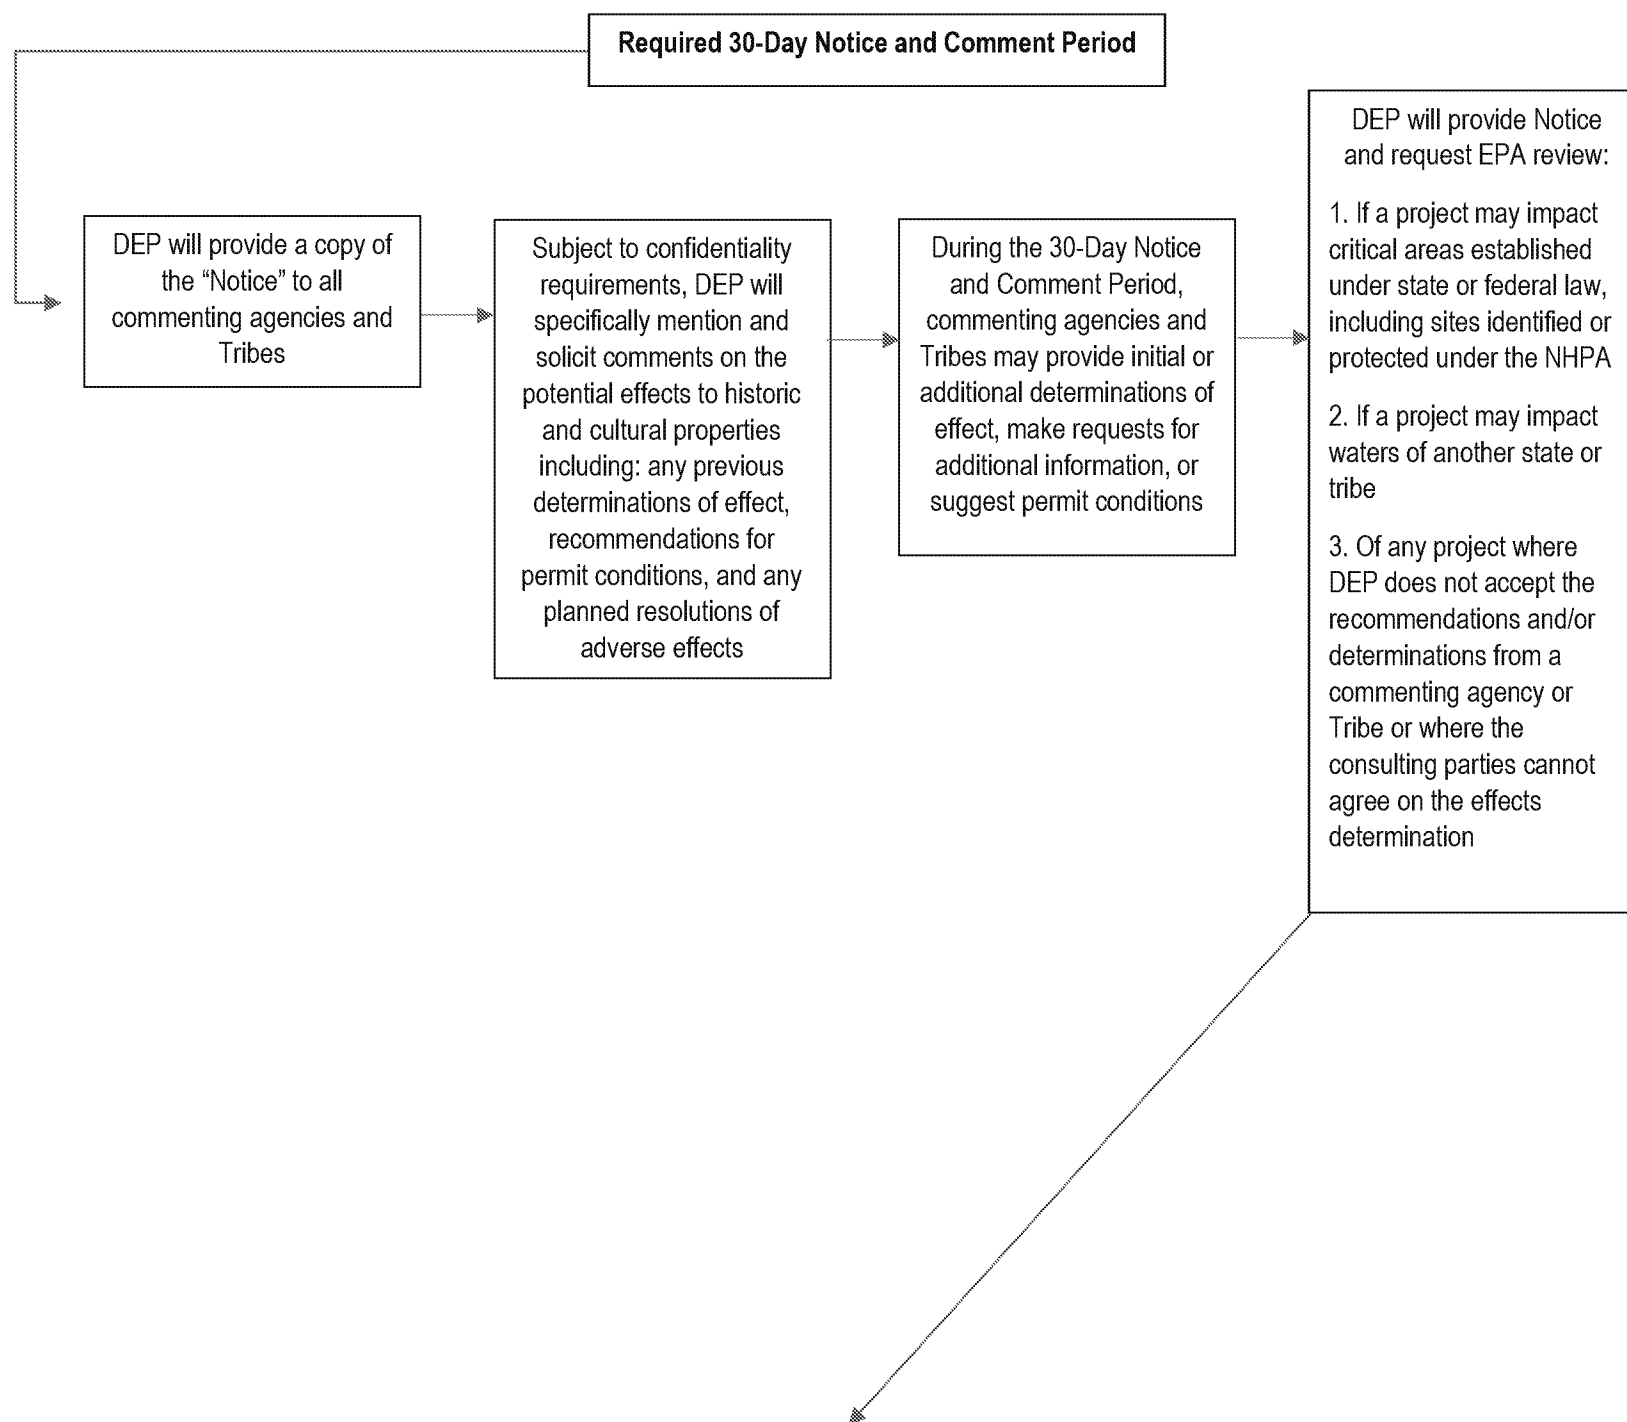 Required 30-Day Notice and Comment Period
DEP will provide a copy of
the “Notice” to all
commenting agencies and
Tribes
Subject to confidentiality
requirements, DEP will
specifically mention and
solicit comments on the
potential effects to historic
and cultural properties
including: any previous
determinations of effect,
recommendations for
permit conditions, and any
planned resolutions of
adverse effects
During the 30-Day Notice
and Comment Period,
commenting agencies and
Tribes may provide initial or
additional determinations of
effect, make requests for
additional information, or
suggest permit conditions
DEP will provide Notice
and request EPA review:
1. If a project may impact
critical areas established
under state or federal law,
including sites identified or
protected under the NHPA
2. If a project may impact
waters of another state or
tribe
3. Of any project where
DEP does not accept the
recommendations and/or
determinations from a
commenting agency or
Tribe or where the
consulting parties cannot
agree on the effects
determination